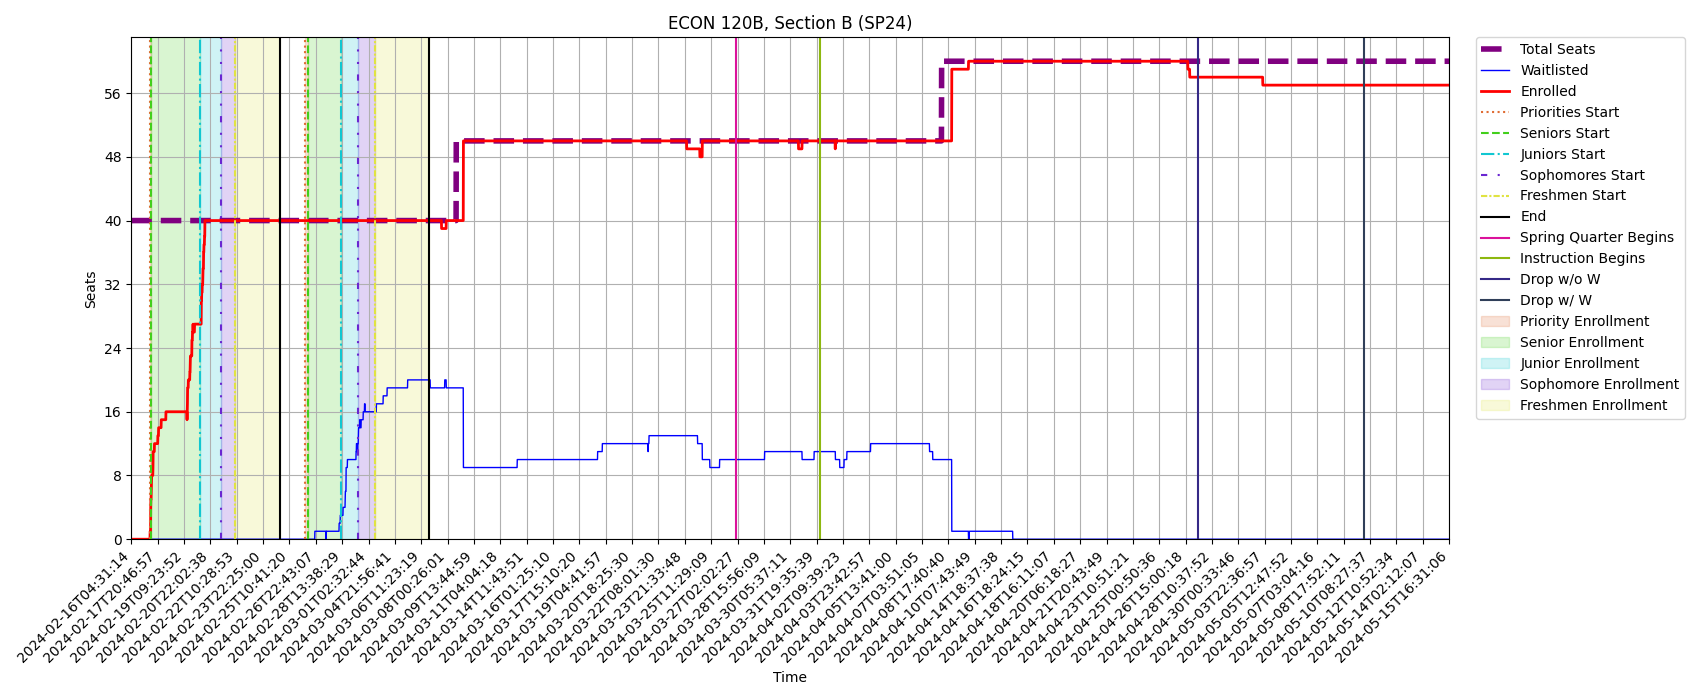 ECON 120B, Section B (SP24)
Total Seats
Waitlisted
Enrolled
Priorities Start
Seniors Start
Juniors Start
Sophomores Start
Freshmen Start
End
Spring Quarter Begins
Instruction Begins
Drop w/o W
Drop w/ W
Priority Enrollment
Senior Enrollment
Junior Enrollment
Sophomore Enrollment
Freshmen Enrollment
Seats
56
48
40
32
24
16
8
0
2024-02-16T04:31:14
2024-02-17T20:46:57
2024-02-19T09:23:52
2024-02-20T22:02:38
2024-02-22T10:28:53
2024-02-23T22:25:00
2024-02-25T10:41:20
2024-02-26T22:43:07
2024-02-28T13:38:29
2024-03-01T02:32:44
2024-03-04T21:56:41
2024-03-06T11:23:19
2024-03-08T00:26:01
2024-03-09T13:44:59
2024-03-11T04:04:18
2024-03-14T11:43:51
2024-03-16T01:25:10
2024-03-17T15:10:20
2024-03-19T04:41:57
2024-03-20T18:25:30
2024-03-22T08:01:30
2024-03-23T21:33:48
2024-03-25T11:29:09
2024-03-27T02:02:27
2024-03-28T15:56:09
2024-03-30T05:37:11
2024-03-31T19:35:39
2024-04-02T09:39:23
2024-04-03T23:42:57
2024-04-05T13:41:00
2024-04-07T03:51:05
2024-04-08T17:40:40
2024-04-10T07:43:49
2024-04-14T18:37:38
2024-04-16T18:24:15
2024-04-18T16:11:07
2024-04-20T06:18:27
2024-04-21T20:43:49
2024-04-23T10:51:21
2024-04-25T00:50:36
2024-04-26T15:00:18
2024-04-28T10:37:52
2024-04-30T00:33:46
2024-05-03T22:36:57
2024-05-05T12:47:52
2024-05-07T03:04:16
2024-05-08T17:52:11
2024-05-10T08:27:37
2024-05-12T10:52:34
2024-05-14T02:12:07
2024-05-15T16:31:06
Time